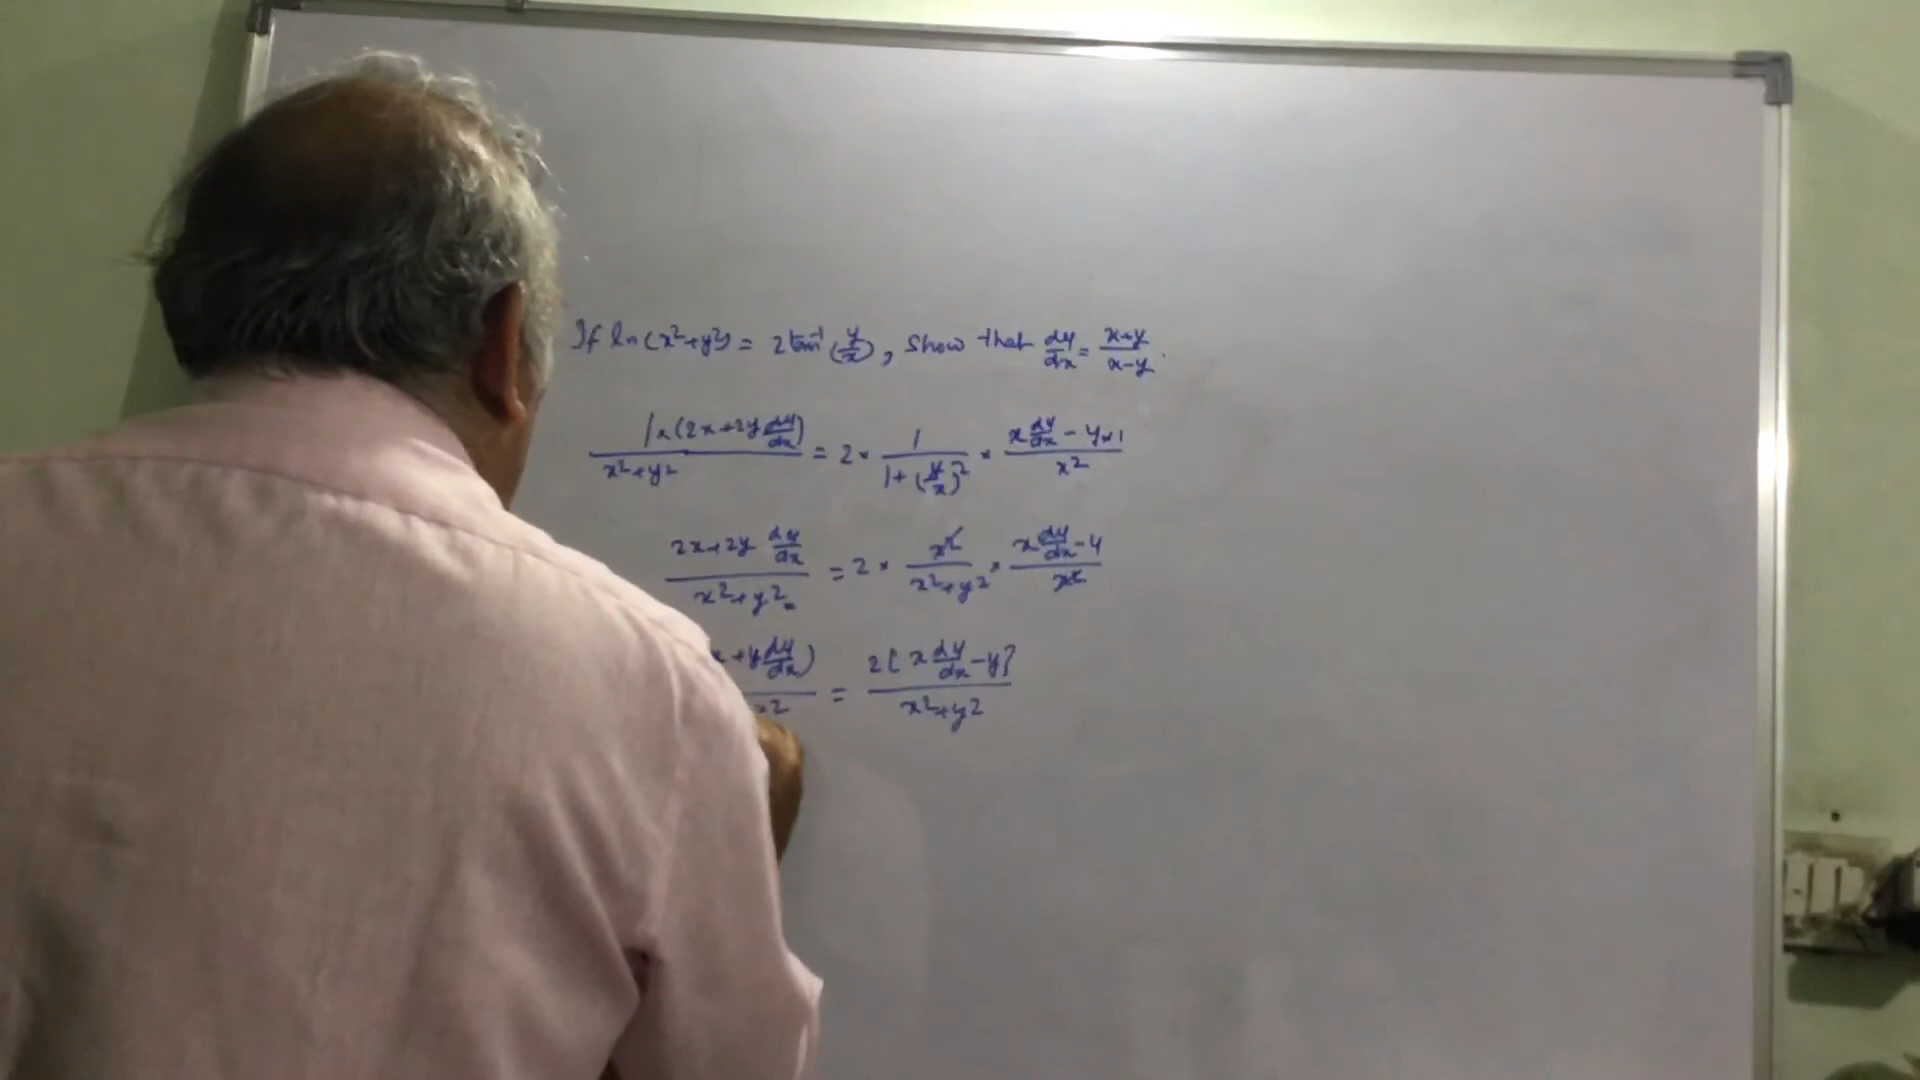 If ln(x²+y²) = 2tan⁻¹(y/x), show that dy/dx = x+y/x-y.
1×(2x+2y dy/dx)/x²+y² = 2 × 1/1+(y/x)² × x dy/dx - y×1/x²
2x+2y dy/dx/x²+y² = 2 × x²/x²+y² × x dy/dx - y/x²
+y dy/dx) = 2[x dy/dx - y]/x²+y²